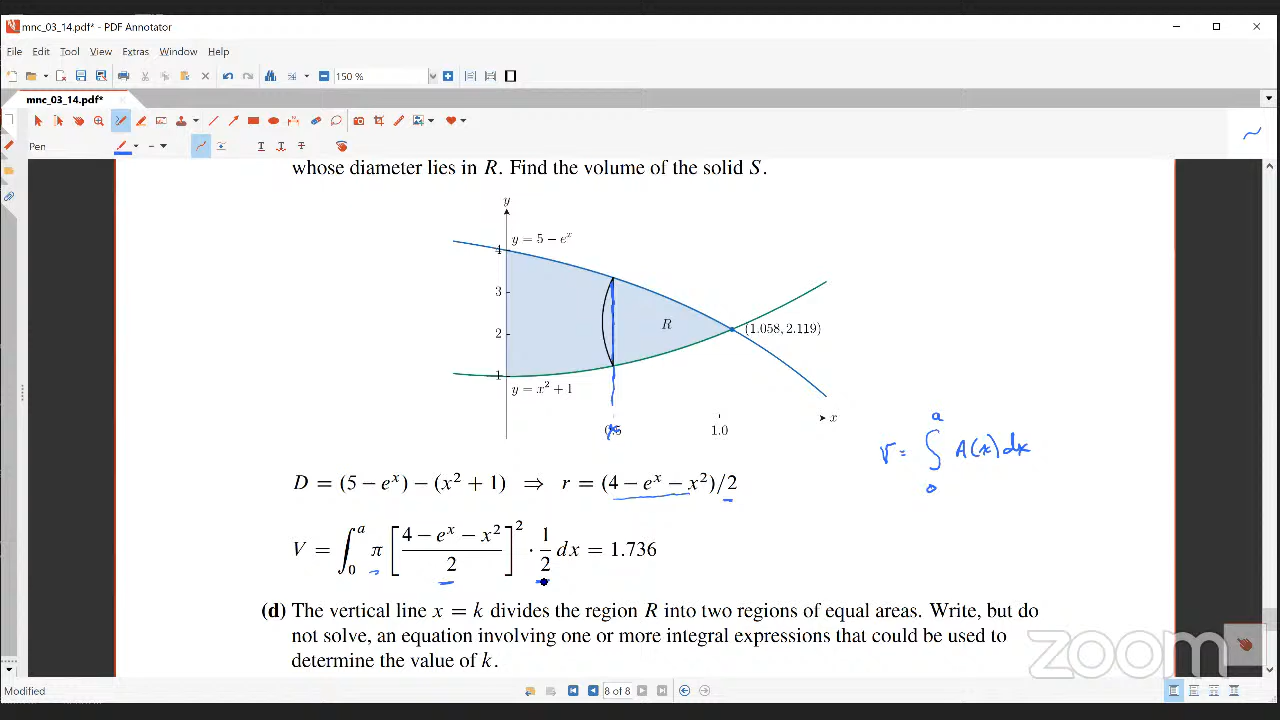 mnc_03_14.pdf* - PDF Annotator
File Edit Tool View Extras Window Help
150 %
mnc_03_14.pdf*
Pen
whose diameter lies in R. Find the volume of the solid S.
y
y = 5 − e^x
4
3
2
1
R
(1.058, 2.119)
y = x² + 1
1.0
x
V = ∫₀^a A(x) dx
D = (5 − e^x) − (x² + 1) ⇒ r = (4 − e^x − x²)/2
V = ∫₀^a π [(4 − e^x − x²)/2]² · 1/2 dx = 1.736
(d) The vertical line x = k divides the region R into two regions of equal areas. Write, but do
not solve, an equation involving one or more integral expressions that could be used to
determine the value of k.
zoom
Modified
8 of 8